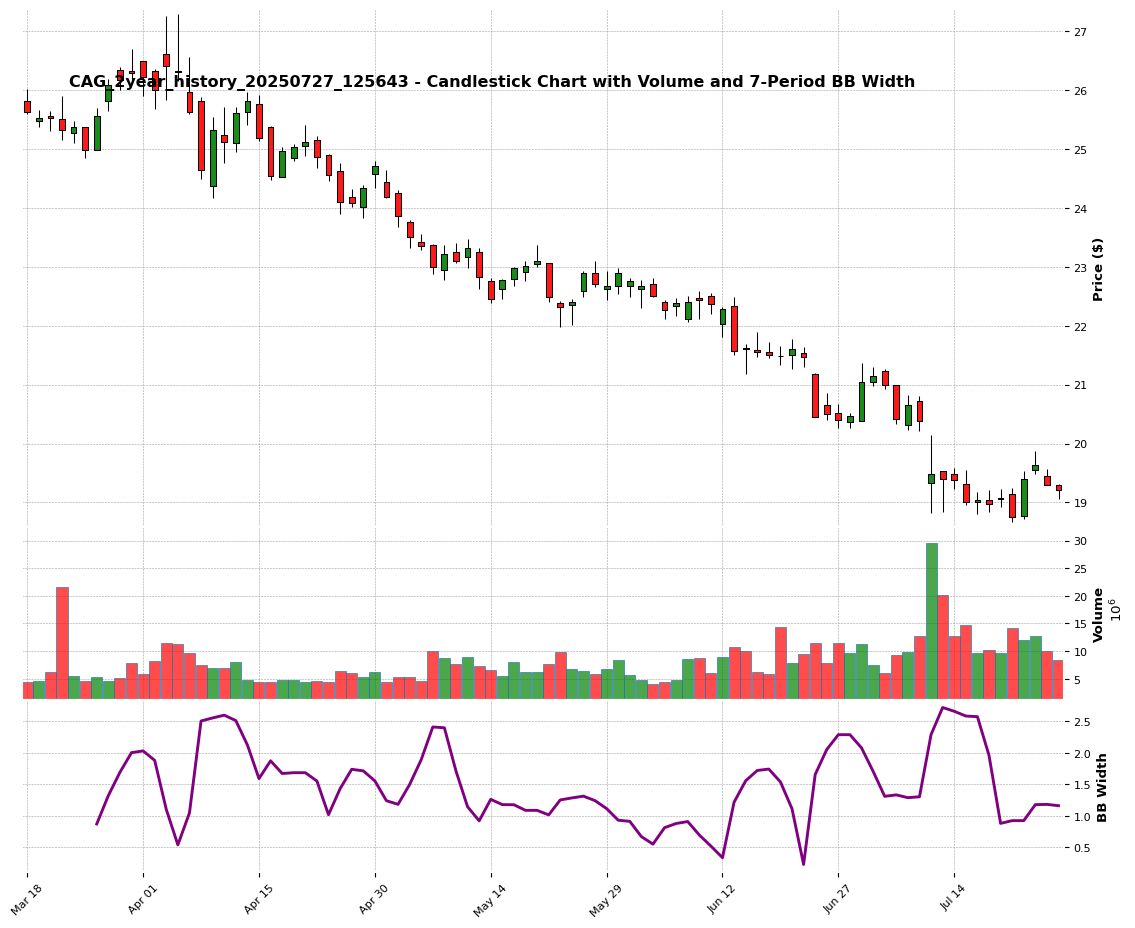 CAG_2year_history_20250727_125643 - Candlestick Chart with Volume and 7-Period BB Width
27
26
25
24
23
22
21
20
19
Price ($)
30
25
20
15
10
5
Volume
10^6
2.5
2.0
1.5
1.0
0.5
BB Width
Mar 18
Apr 01
Apr 15
Apr 30
May 14
May 29
Jun 12
Jun 27
Jul 14